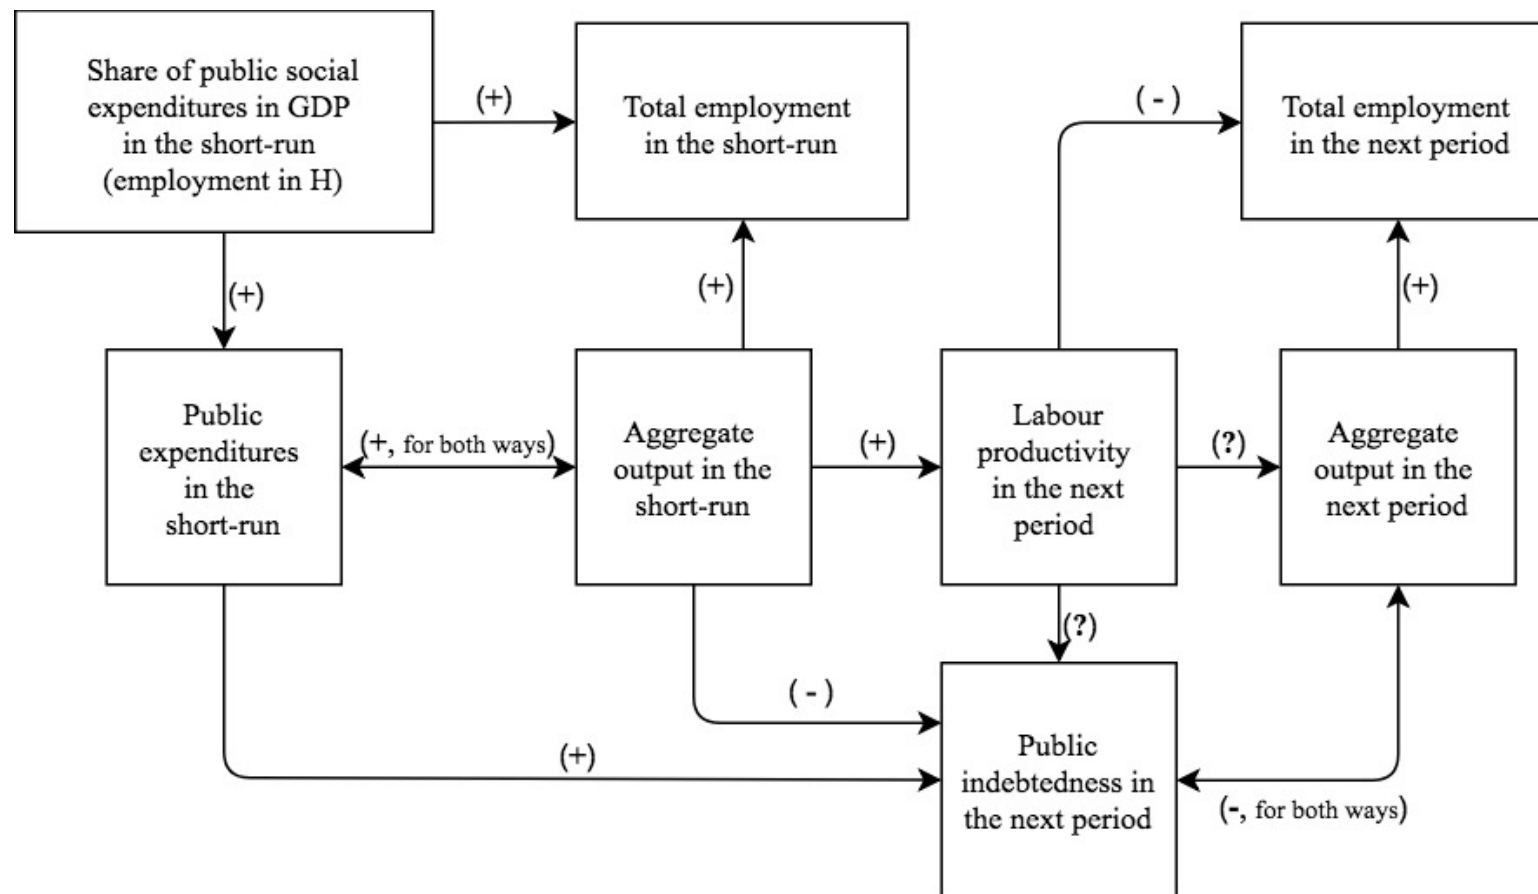 Share of public social
expenditures in GDP
in the short-run
(employment in H)
(+)
Total employment
in the short-run
( - )
Total employment
in the next period
(+)
(+)
(+)
Public
expenditures
in the
short-run
(+, for both ways)
Aggregate
output in the
short-run
(+)
Labour
productivity
in the next
period
(?)
Aggregate
output in the
next period
(?)
( - )
(+)
Public
indebtedness in
the next period
(-, for both ways)